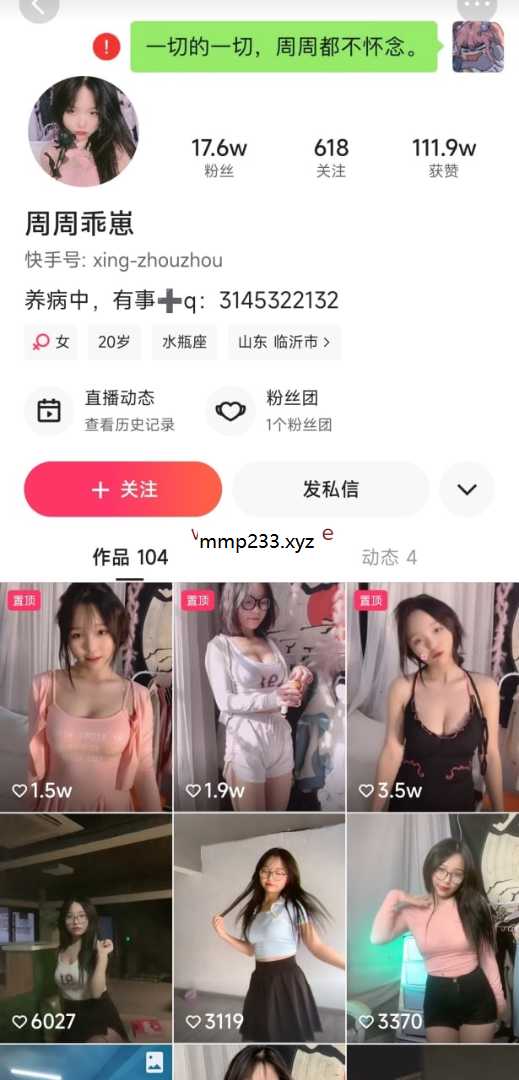 一切的一切，周周都不怀念。
17.6w 618 111.9w
粉丝 关注 获赞
周周乖崽
快手号: xing-zhouzhou
养病中，有事➕q：3145322132
女 20岁 水瓶座 山东 临沂市
直播动态 粉丝团
查看历史记录 1个粉丝团
关注 发私信
mmp233.xyz
作品 104 动态 4
置顶 置顶 置顶
1.5w 1.9w 3.5w
6027 3119 3370